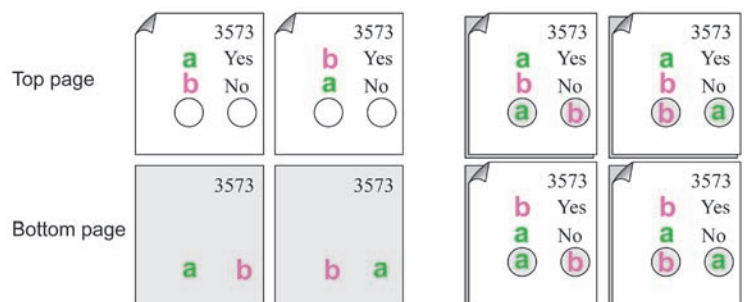 3573 3573 3573 3573
a Yes b Yes a Yes a Yes
Top page
b No a No b No b No
a b b a
3573 3573 3573 3573
b Yes b Yes
Bottom page
a No a No
a b b a a b b a